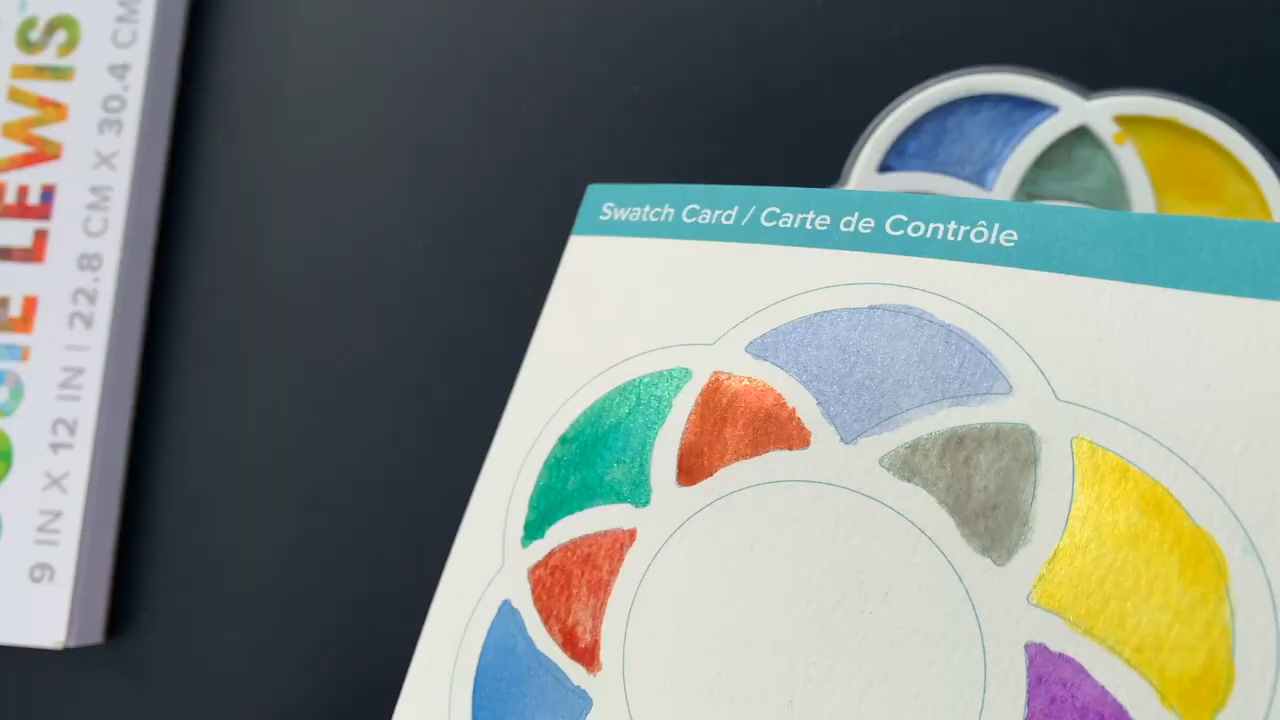 LEWIS
9 IN X 12 IN | 22.8 CM X 30.4 CM
Swatch Card / Carte de Contrôle